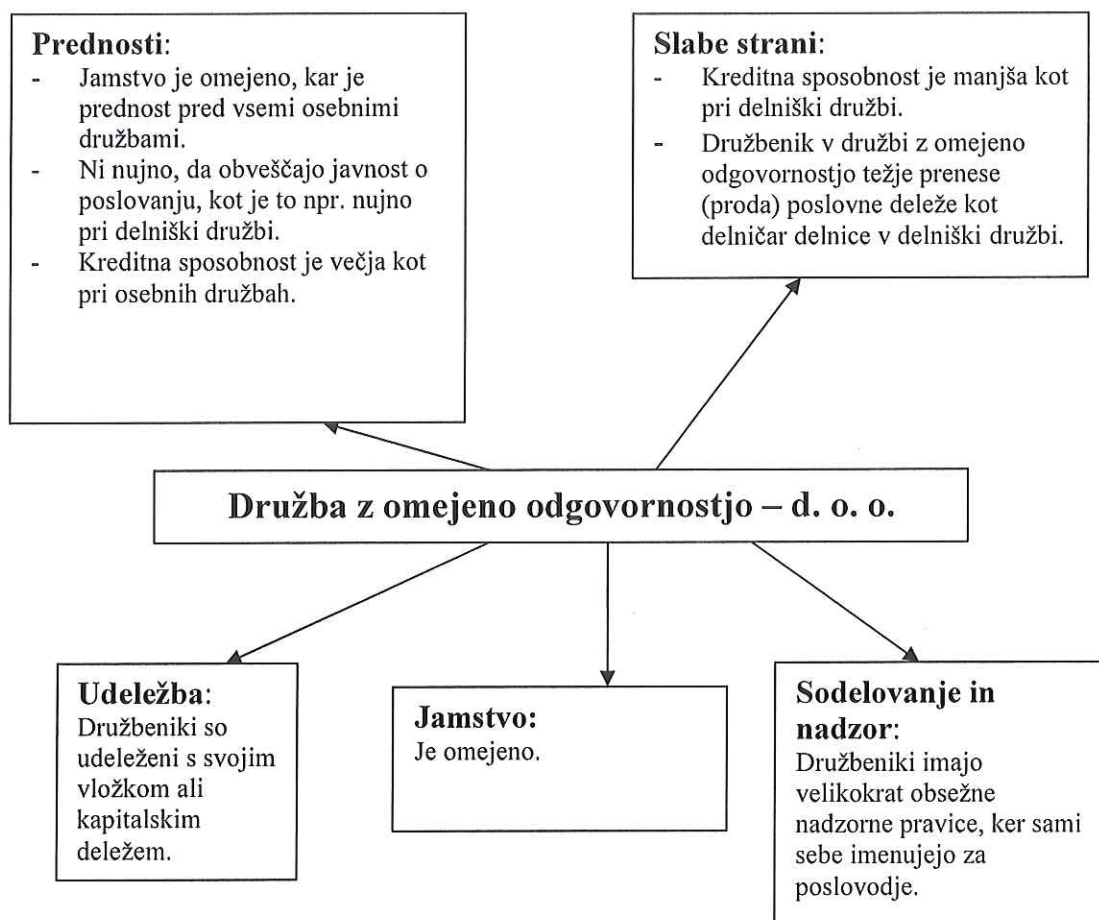 Prednosti:
- Jamstvo je omejeno, kar je
prednost pred vsemi osebnimi
družbami.
- Ni nujno, da obveščajo javnost o
poslovanju, kot je to npr. nujno
pri delniški družbi.
- Kreditna sposobnost je večja kot
pri osebnih družbah.
Slabe strani:
- Kreditna sposobnost je manjša kot
pri delniški družbi.
- Družbenik v družbi z omejeno
odgovornostjo težje prenese
(proda) poslovne deleže kot
delničar delnice v delniški družbi.
Družba z omejeno odgovornostjo – d. o. o.
Udeležba:
Družbeniki so
udeleženi s svojim
vložkom ali
kapitalskim
deležem.
Jamstvo:
Je omejeno.
Sodelovanje in
nadzor:
Družbeniki imajo
velikokrat obsežne
nadzorne pravice, ker sami
sebe imenujejo za
poslovodje.